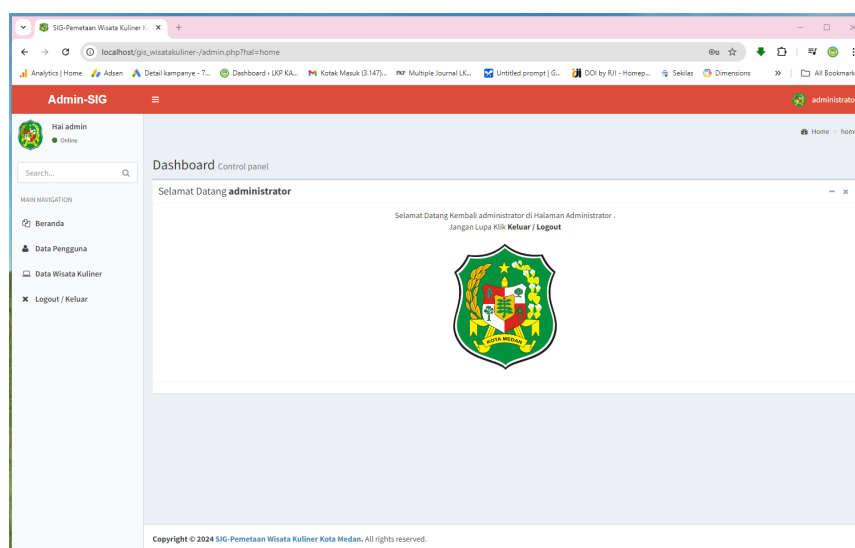 SIG-Pemetaan Wisata Kuliner K
localhost/gis_wisatakuliner-/admin.php?hal=home
Analytics | Home
Adsen
Detail kampanye - 7...
Dashboard ‹ LKP KA...
Kotak Masuk (3.147)...
PKP Multiple Journal LK...
Untitled prompt | G...
DOI by RJI - Homep...
Sekilas
Dimensions
All Bookmark
Admin-SIG
administrato
Hai admin
Online
Home > hom
Search...
Dashboard Control panel
MAIN NAVIGATION
Selamat Datang administrator
Beranda
Data Pengguna
Data Wisata Kuliner
Logout / Keluar
Selamat Datang Kembali administrator di Halaman Administrator .
Jangan Lupa Klik Keluar / Logout
KOTA MEDAN
Copyright © 2024 SIG-Pemetaan Wisata Kuliner Kota Medan. All rights reserved.